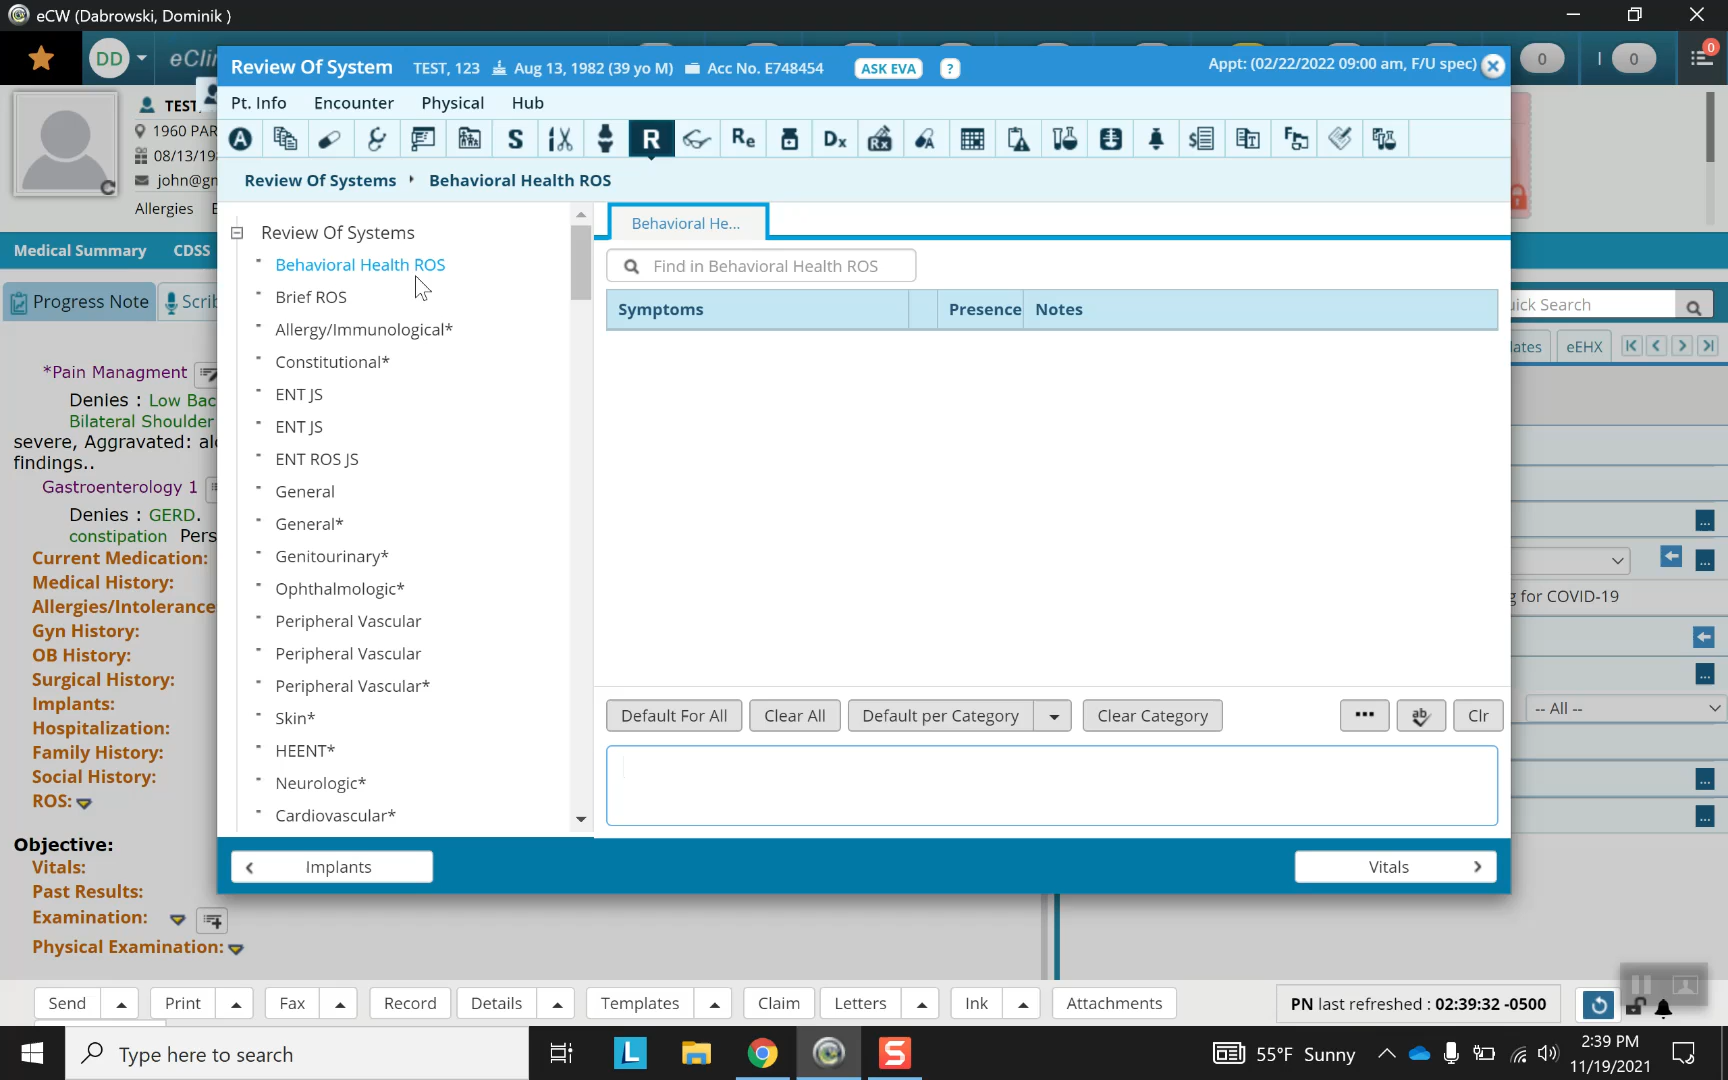 eCW (Dabrowski, Dominik )
DD
eCli
0
0
0
Review Of System TEST, 123 Aug 13, 1982 (39 yo M) Acc No. E748454 ASK EVA ? Appt: (02/22/2022 09:00 am, F/U spec)
Pt. Info Encounter Physical Hub
A S R Re Dx Rx
Review Of Systems Behavioral Health ROS
TEST,
1960 PAR
08/13/19
john@gm
Allergies
Medical Summary CDSS
Progress Note Scrib
*Pain Managment
Denies : Low Bac
Bilateral Shoulder
severe, Aggravated: al
findings..
Gastroenterology 1
Denies : GERD.
constipation Pers
Current Medication:
Medical History:
Allergies/Intolerance
Gyn History:
OB History:
Surgical History:
Implants:
Hospitalization:
Family History:
Social History:
ROS:
Objective:
Vitals:
Past Results:
Examination:
Physical Examination:
Review Of Systems
Behavioral Health ROS
Brief ROS
Allergy/Immunological*
Constitutional*
ENT JS
ENT JS
ENT ROS JS
General
General*
Genitourinary*
Ophthalmologic*
Peripheral Vascular
Peripheral Vascular
Peripheral Vascular*
Skin*
HEENT*
Neurologic*
Cardiovascular*
Behavioral He...
Find in Behavioral Health ROS
Symptoms Presence Notes
Default For All Clear All Default per Category Clear Category ... ab Clr
Implants Vitals
uick Search
lates eEHX
g for COVID-19
-- All --
Send Print Fax Record Details Templates Claim Letters Ink Attachments PN last refreshed : 02:39:32 -0500
Type here to search
L
S
55°F Sunny
2:39 PM
11/19/2021